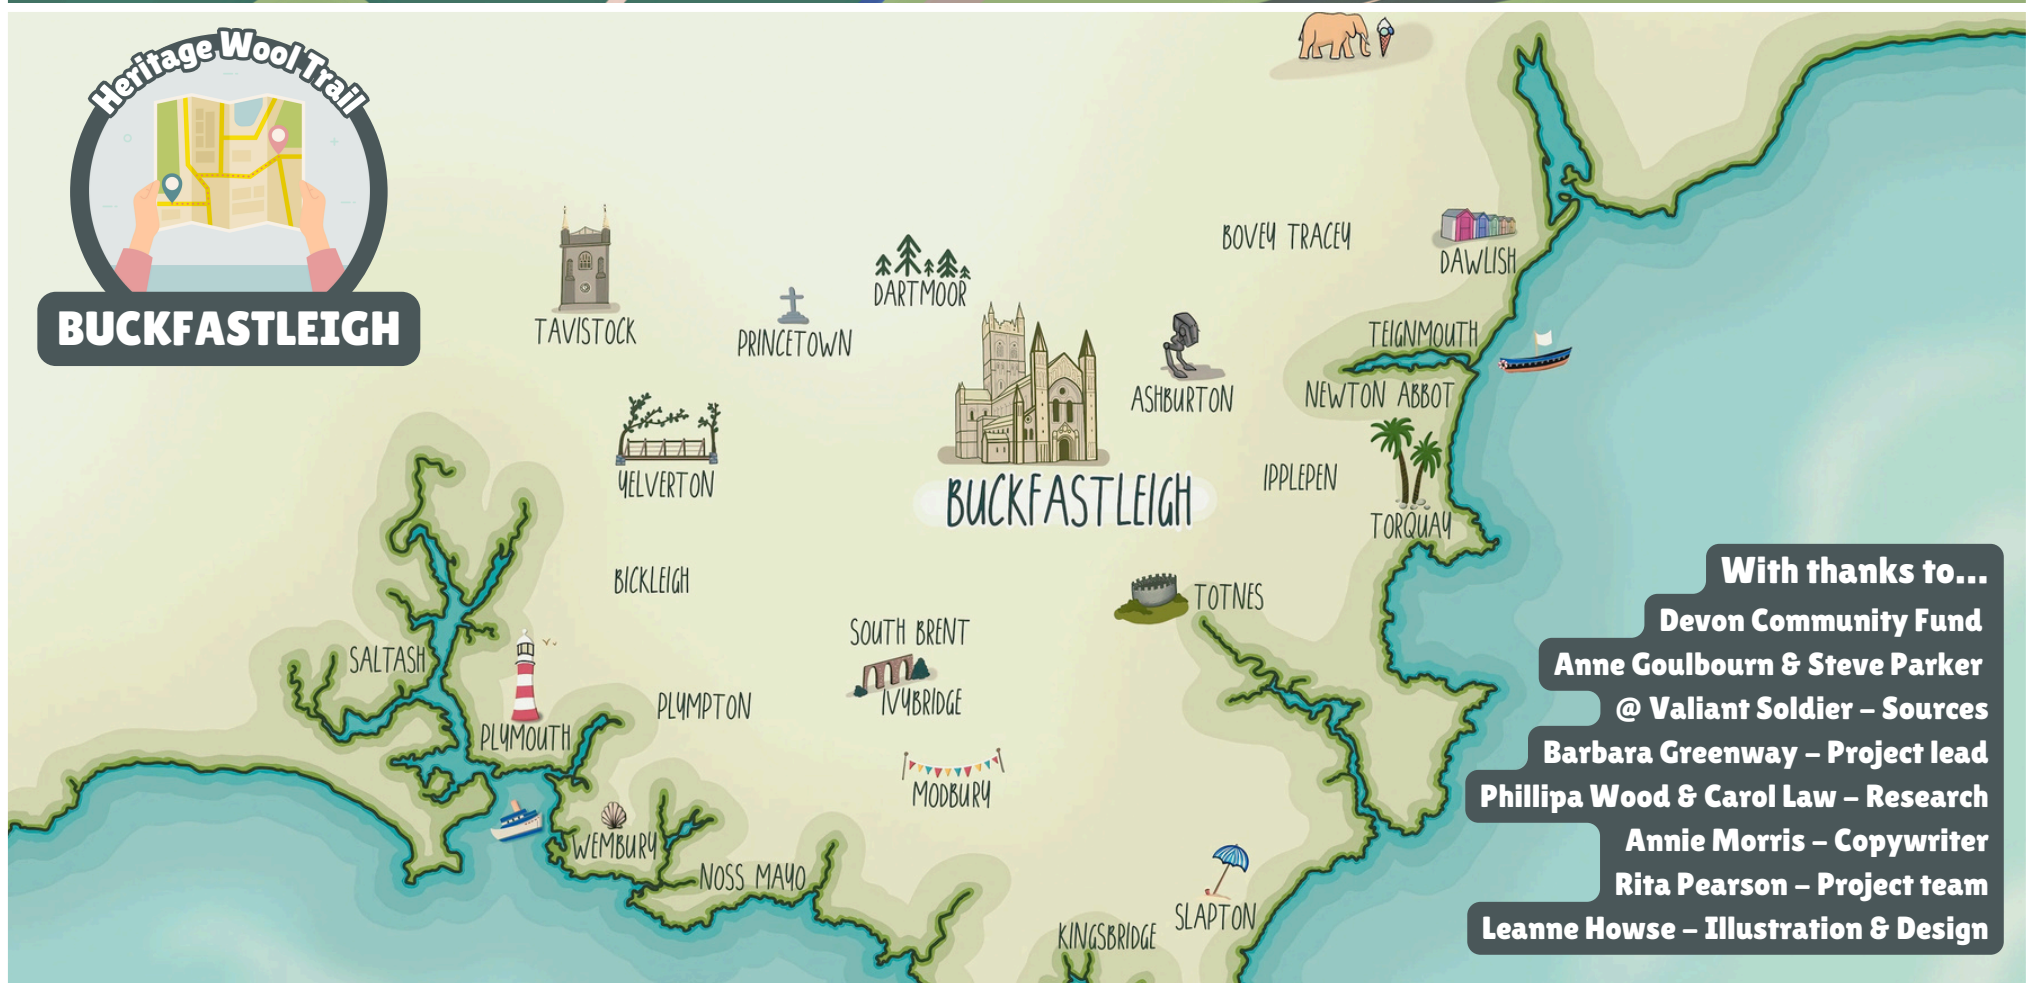 Heritage Wool Trail
BUCKFASTLEIGH
BOVEY TRACEY
DAWLISH
DARTMOOR
TAVISTOCK
PRINCETOWN
TEIGNMOUTH
ASHBURTON
NEWTON ABBOT
YELVERTON
IPPLEPEN
BUCKFASTLEIGH
TORQUAY
BICKLEIGH
TOTNES
SOUTH BRENT
SALTASH
IVYBRIDGE
PLYMPTON
PLYMOUTH
MODBURY
WEMBURY
NOSS MAYO
SLAPTON
KINGSBRIDGE
With thanks to...
Devon Community Fund
Anne Goulbourn & Steve Parker
@ Valiant Soldier – Sources
Barbara Greenway – Project lead
Phillipa Wood & Carol Law – Research
Annie Morris – Copywriter
Rita Pearson – Project team
Leanne Howse – Illustration & Design